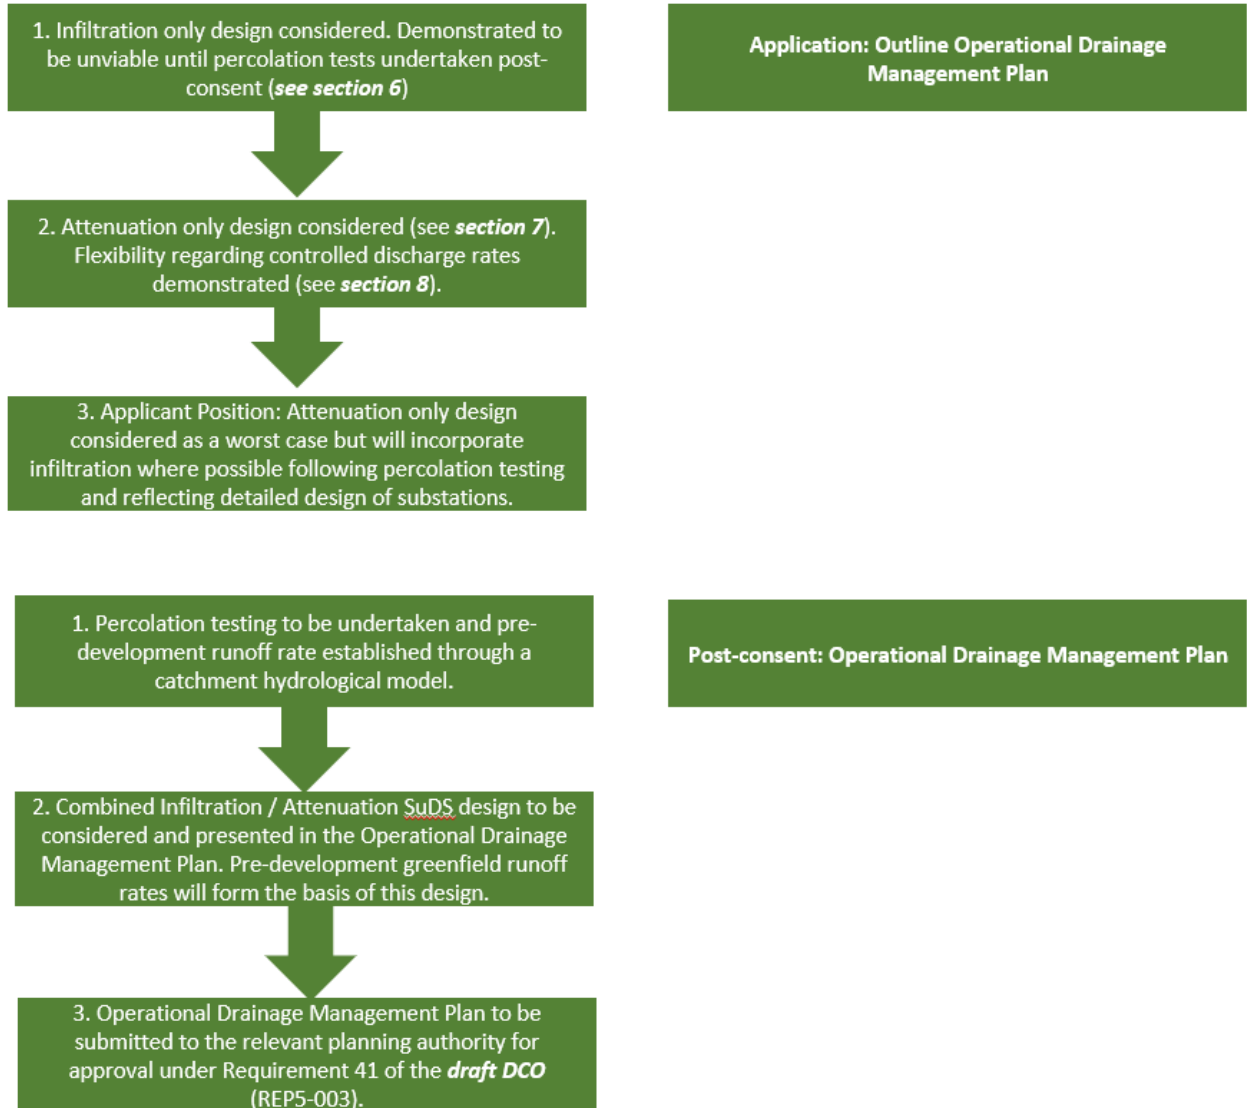 1. Infiltration only design considered. Demonstrated to
be unviable until percolation tests undertaken post-
consent (see section 6)
Application: Outline Operational Drainage
Management Plan
2. Attenuation only design considered (see section 7).
Flexibility regarding controlled discharge rates
demonstrated (see section 8).
3. Applicant Position: Attenuation only design
considered as a worst case but will incorporate
infiltration where possible following percolation testing
and reflecting detailed design of substations.
1. Percolation testing to be undertaken and pre-
development runoff rate established through a
catchment hydrological model.
Post-consent: Operational Drainage Management Plan
2. Combined Infiltration / Attenuation SuDS design to be
considered and presented in the Operational Drainage
Management Plan. Pre-development greenfield runoff
rates will form the basis of this design.
3. Operational Drainage Management Plan to be
submitted to the relevant planning authority for
approval under Requirement 41 of the draft DCO
(REP5-003).